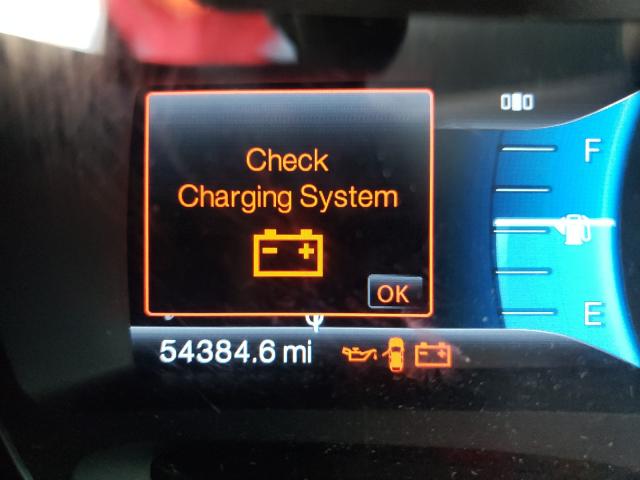 Check
Charging System
OK
F
E
54384.6 mi